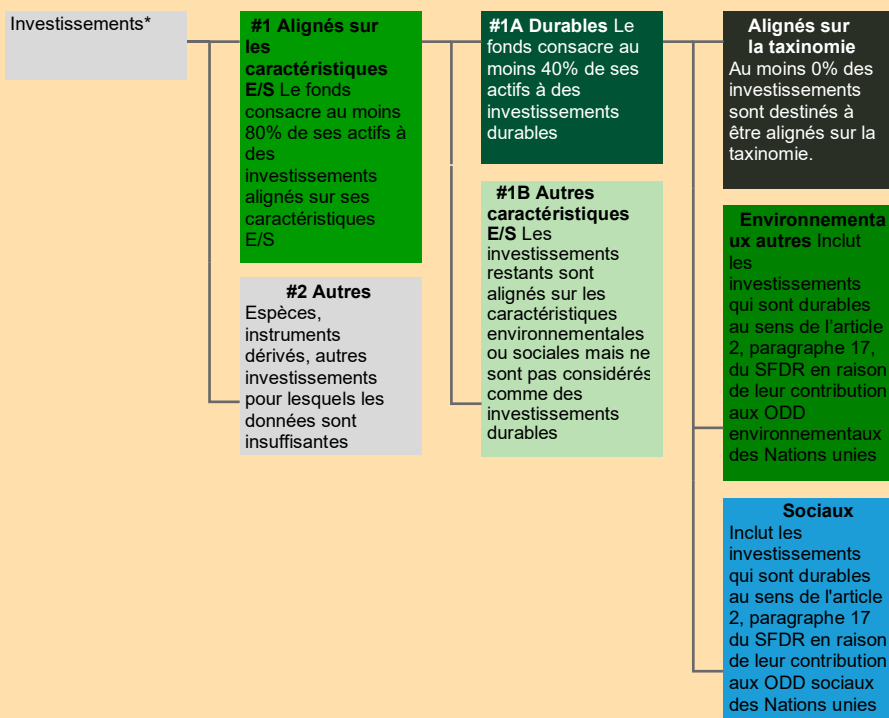 Investissements*
#1 Alignés sur
les
caractéristiques
E/S Le fonds
consacre au moins
80% de ses actifs à
des
investissements
alignés sur ses
caractéristiques
E/S
#2 Autres
Espèces,
instruments
dérivés, autres
investissements
pour lesquels les
données sont
insuffisantes
#1A Durables Le
fonds consacre au
moins 40% de ses
actifs à des
investissements
durables
#1B Autres
caractéristiques
E/S Les
investissements
restants sont
alignés sur les
caractéristiques
environnementales
ou sociales mais ne
sont pas considérés
comme des
investissements
durables
Alignés sur
la taxinomie
Au moins 0% des
investissements
sont destinés à
être alignés sur la
taxinomie.
Environnementa
ux autres Inclut
les
investissements
qui sont durables
au sens de l'article
2, paragraphe 17,
du SFDR en raison
de leur contribution
aux ODD
environnementaux
des Nations unies
Sociaux
Inclut les
investissements
qui sont durables
au sens de l'article
2, paragraphe 17
du SFDR en raison
de leur contribution
aux ODD sociaux
des Nations unies